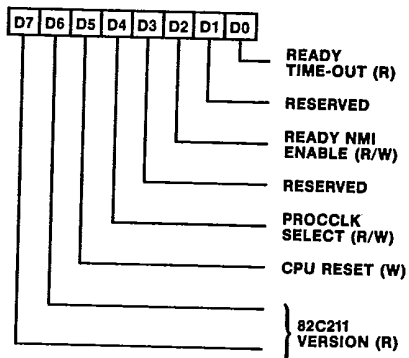 D7 D6 D5 D4 D3 D2 D1 D0
READY
TIME-OUT (R)
RESERVED
READY NMI
ENABLE (R/W)
RESERVED
PROCCLK
SELECT (R/W)
CPU RESET (W)
82C211
VERSION (R)